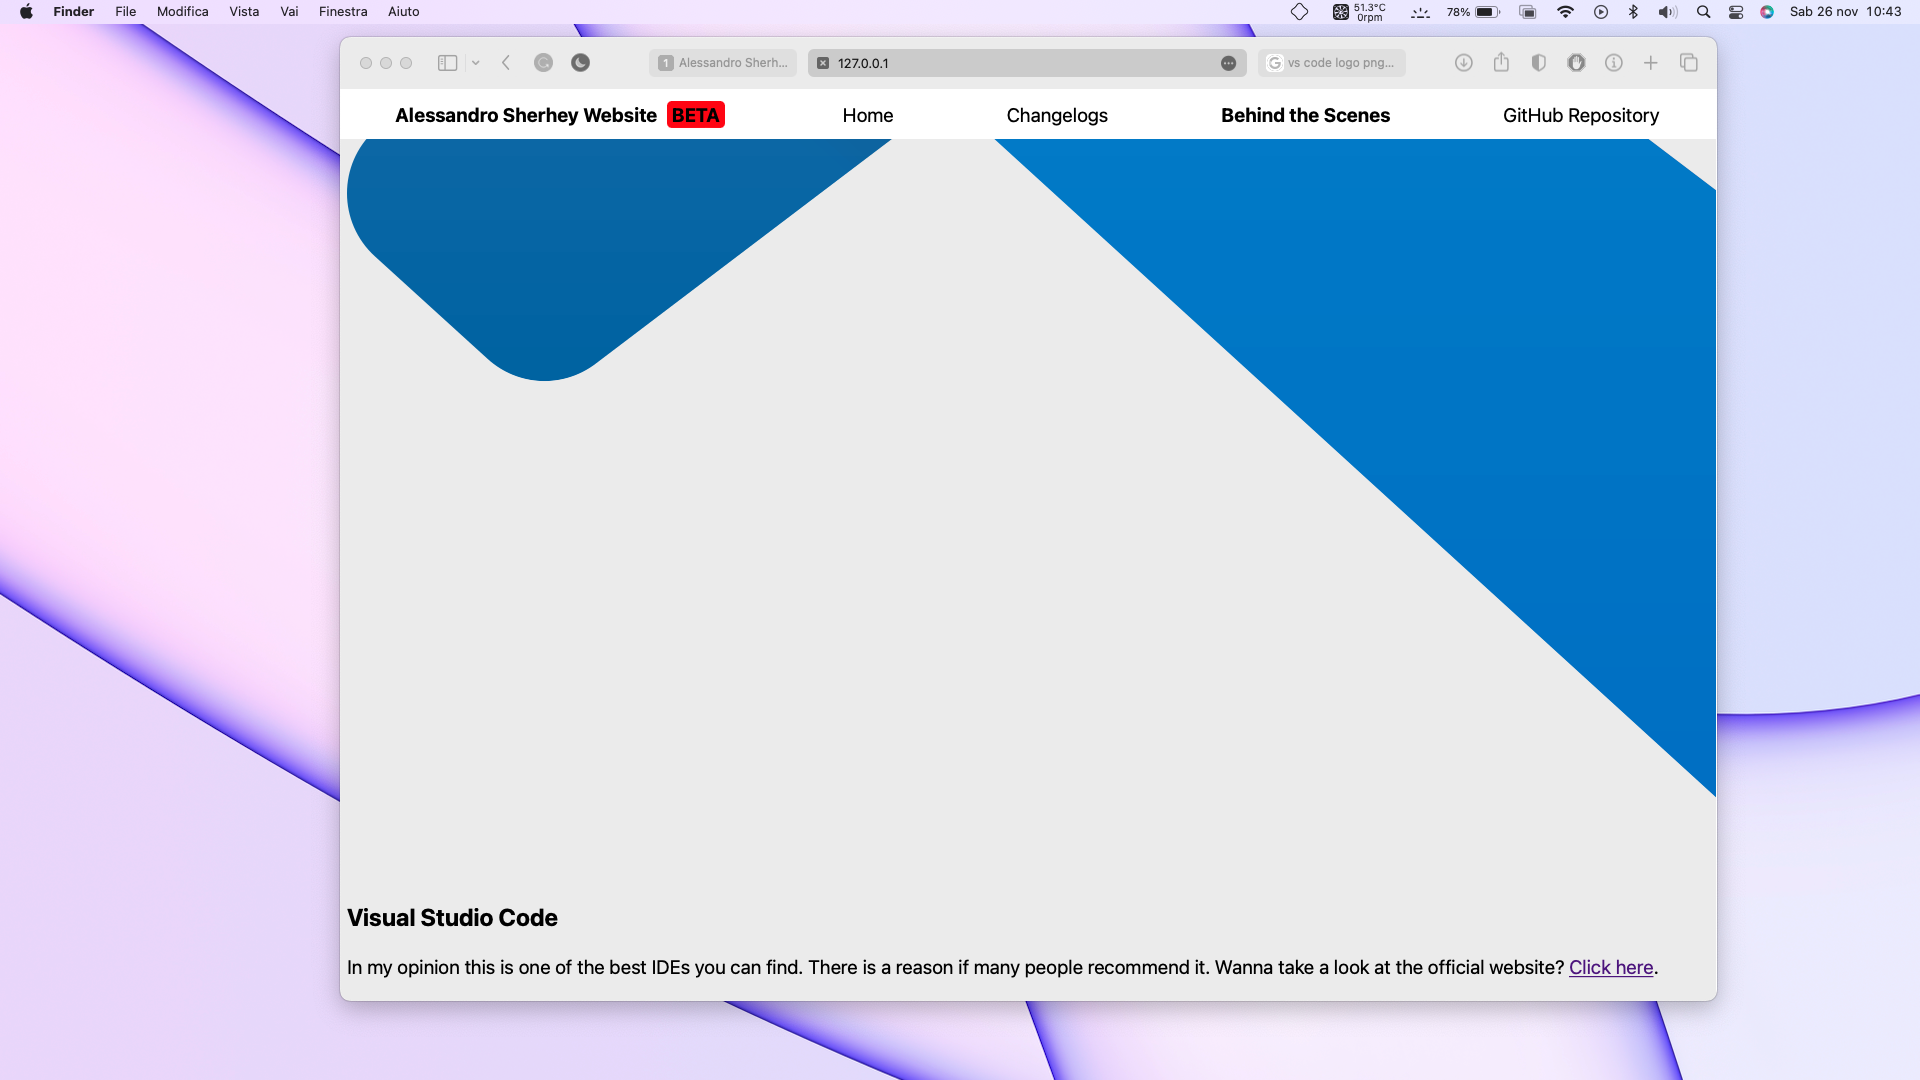 Finder File Modifica Vista Vai Finestra Aiuto 51.3°C 0rpm 78% Sab 26 nov 10:43
1 Alessandro Sherh... 127.0.0.1 G vs code logo png...
Alessandro Sherhey Website BETA Home Changelogs Behind the Scenes GitHub Repository
Visual Studio Code
In my opinion this is one of the best IDEs you can find. There is a reason if many people recommend it. Wanna take a look at the official website? Click here.